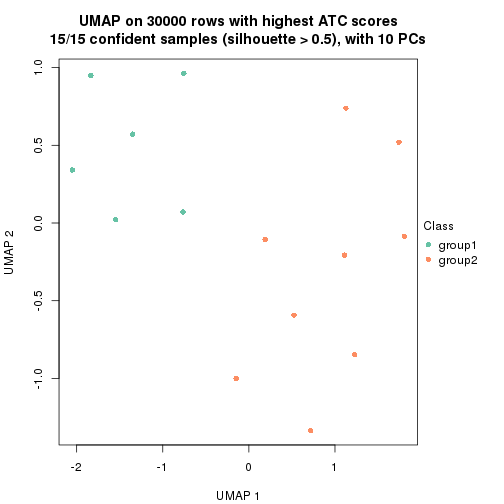 UMAP on 30000 rows with highest ATC scores
15/15 confident samples (silhouette > 0.5), with 10 PCs
1.0
0.5
0.0
-0.5
-1.0
UMAP 2
-2
-1
0
1
UMAP 1
Class
group1
group2